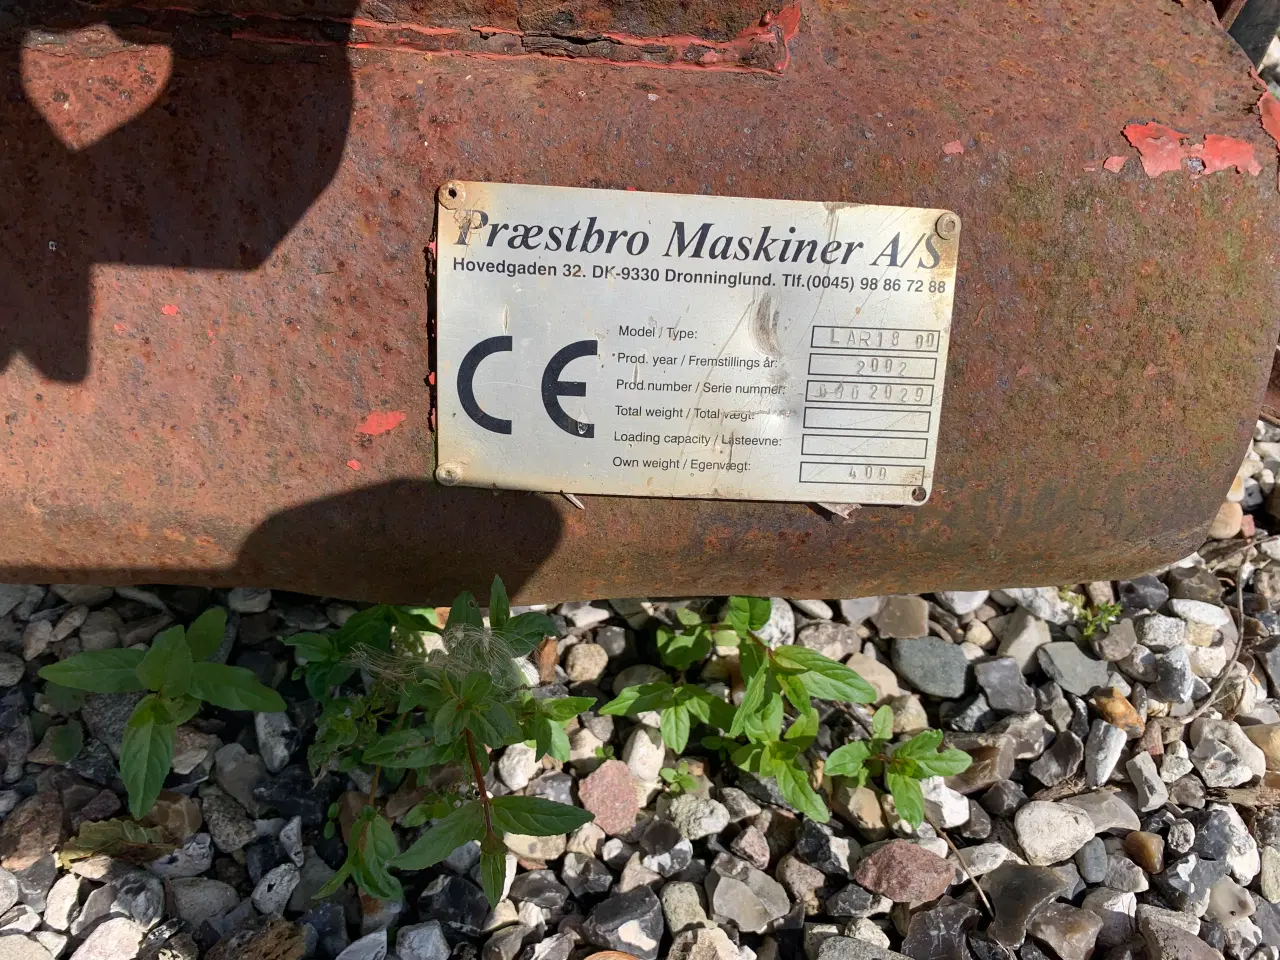 Præstbro Maskiner A/S
Hovedgaden 32. DK-9330 Dronninglund. Tlf.(0045) 98 86 72 88
CE
Model / Type: LAR18 00
Prod. year / Fremstillings år: 2002
Prod.number / Serie nummer:
Total weight / Total vægt:
Loading capacity / Lasteevne:
Own weight / Egenvægt: 400